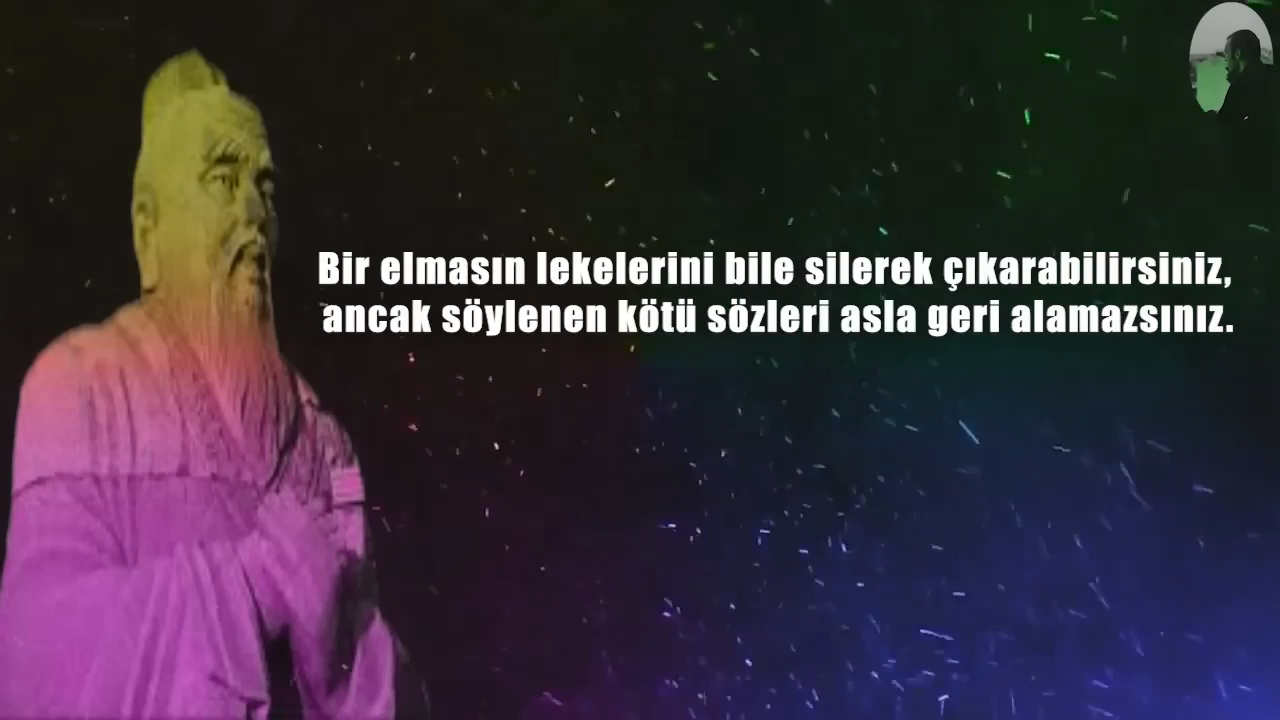 Bir elmasın lekelerini bile silerek çıkarabilirsiniz,
ancak söylenen kötü sözleri asla geri alamazsınız.